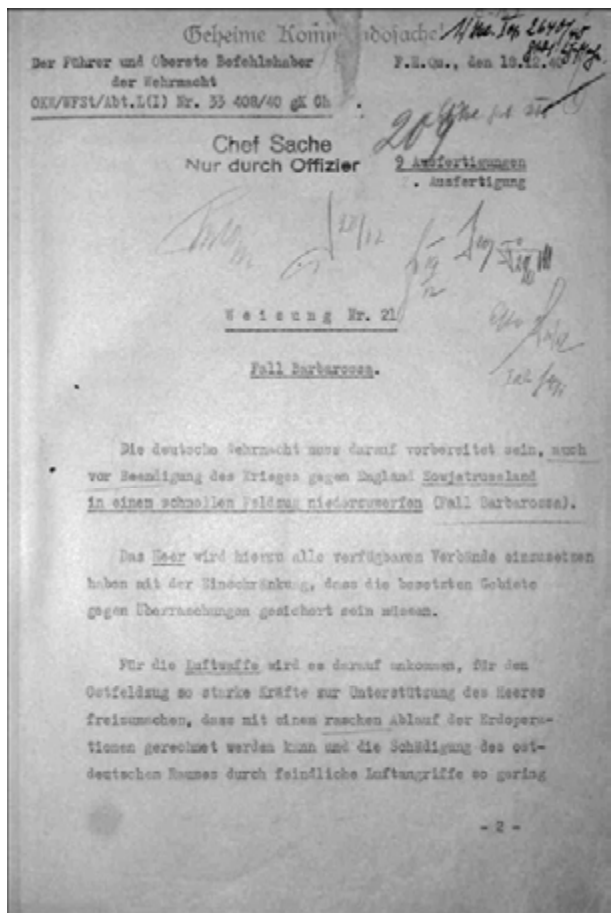 Geheime Kommandosache!
Der Führer und Oberste Befehlshaber
der Wehrmacht
F.H.Qu., den 18.12.40
OKW/WFSt/Abt.L(I) Nr. 33 408/40 gK Ch
Chef Sache
Nur durch Offizier
9 Ausfertigungen
. Ausfertigung
Weisung Nr. 21
Fall Barbarossa.
Die deutsche Wehrmacht muss darauf vorbereitet sein, auch
vor Beendigung des Krieges gegen England Sowjetrussland
in einem schnellen Feldzug niederzuwerfen (Fall Barbarossa).
Das Heer wird hierzu alle verfügbaren Verbände einzusetzen
haben mit der Einschränkung, dass die besetzten Gebiete
gegen Überraschungen gesichert sein müssen.
Für die Luftwaffe wird es darauf ankommen, für den
Ostfeldzug so starke Kräfte zur Unterstützung des Heeres
freizumachen, dass mit einem raschen Ablauf der Erdopera-
tionen gerechnet werden kann und die Schädigung des ost-
deutschen Raumes durch feindliche Luftangriffe so gering
- 2 -